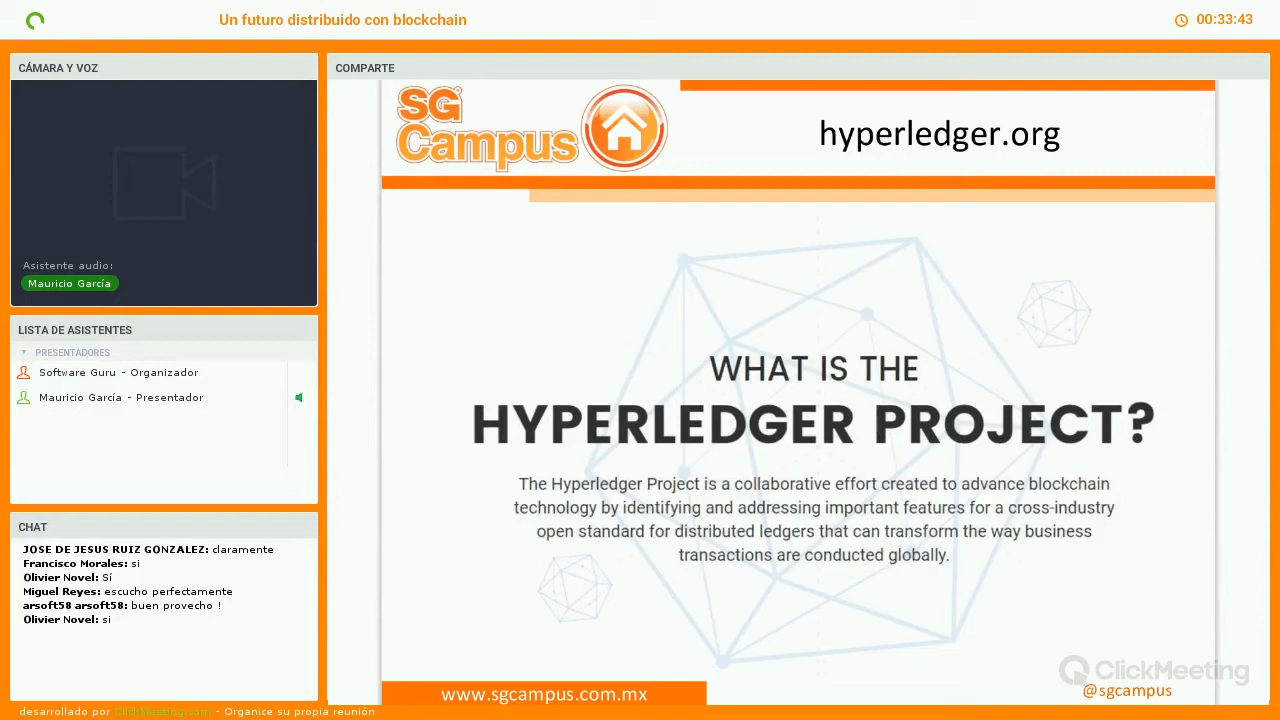 Un futuro distribuido con blockchain
00:33:43
CÁMARA Y VOZ
Asistente audio:
Mauricio García
LISTA DE ASISTENTES
PRESENTADORES
Software Guru - Organizador
Mauricio García - Presentador
CHAT
JOSE DE JESUS RUIZ GONZALEZ: claramente
Francisco Morales: si
Olivier Novel: Sí
Miguel Reyes: escucho perfectamente
arsoft58 arsoft58: buen provecho !
Olivier Novel: si
desarrollado por ClickMeeting.com - Organice su propia reunión
COMPARTE
SG
Campus
hyperledger.org
WHAT IS THE
HYPERLEDGER PROJECT?
The Hyperledger Project is a collaborative effort created to advance blockchain
technology by identifying and addressing important features for a cross-industry
open standard for distributed ledgers that can transform the way business
transactions are conducted globally.
ClickMeeting
@sgcampus
www.sgcampus.com.mx